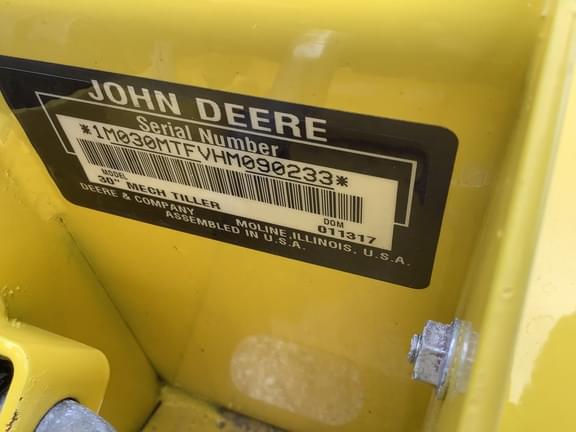 JOHN DEERE
Serial Number
*1M030MTFVHM090233*
MODEL
30" MECH TILLER
DOM
011317
DEERE & COMPANY MOLINE, ILLINOIS, U.S.A.
ASSEMBLED IN U.S.A.